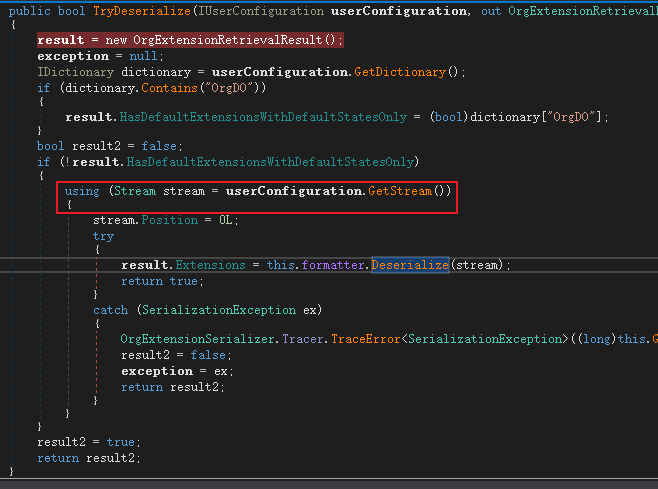 public bool TryDeserialize(IUserConfiguration userConfiguration, out OrgExtensionRetrievalR
{
result = new OrgExtensionRetrievalResult();
exception = null;
IDictionary dictionary = userConfiguration.GetDictionary();
if (dictionary.Contains("OrgDO"))
{
result.HasDefaultExtensionsWithDefaultStatesOnly = (bool)dictionary["OrgDO"];
}
bool result2 = false;
if (!result.HasDefaultExtensionsWithDefaultStatesOnly)
{
using (Stream stream = userConfiguration.GetStream())
{
stream.Position = 0L;
try
{
result.Extensions = this.formatter.Deserialize(stream);
return true;
}
catch (SerializationException ex)
{
OrgExtensionSerializer.Tracer.TraceError<SerializationException>((long)this.G
result2 = false;
exception = ex;
return result2;
}
}
}
result2 = true;
return result2;
}